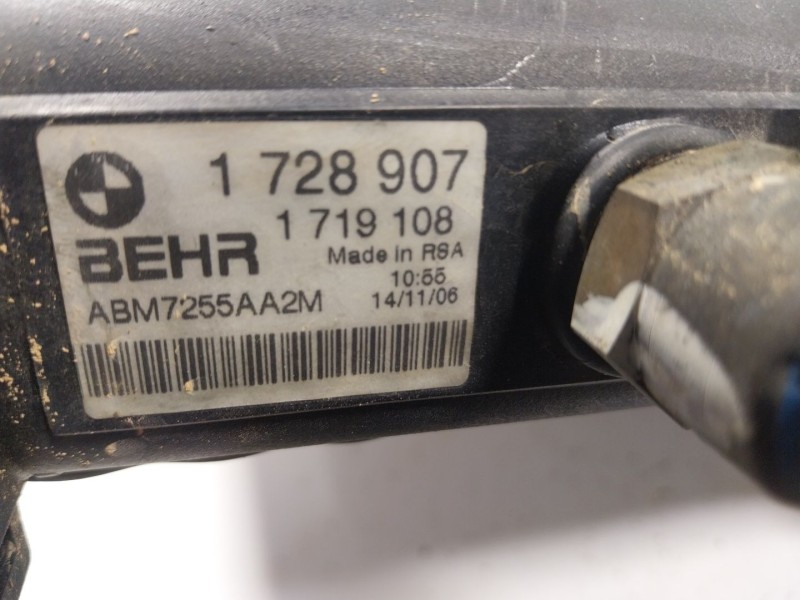 1 728 907
1 719 108
BEHR
Made in RSA
10:55
ABM7255AA2M
14/11/06